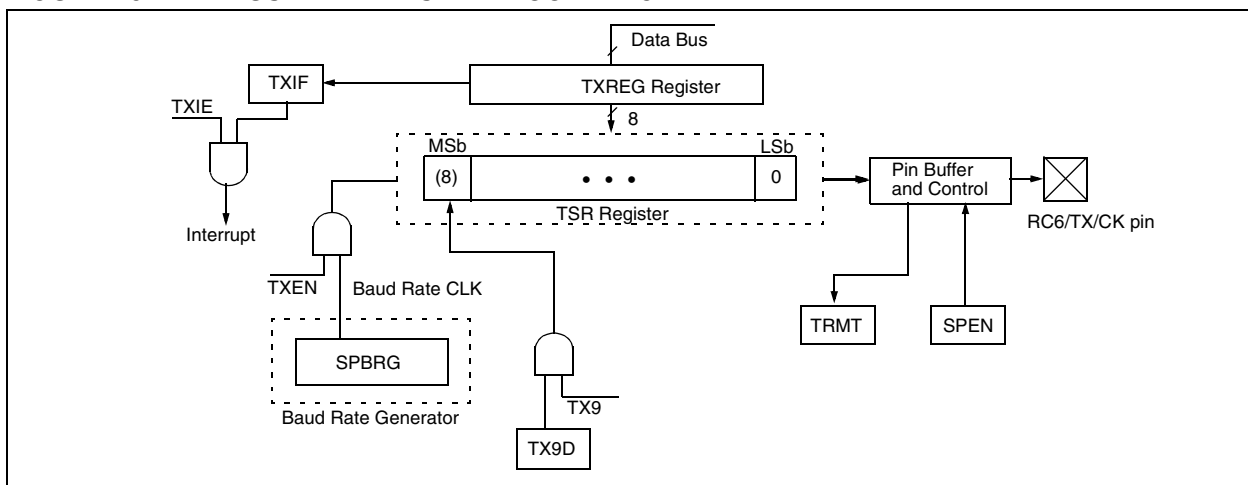 Data Bus
TXIF
TXREG Register
TXIE
8
MSb
LSb
(8)
• • •
0
Pin Buffer
and Control
TSR Register
RC6/TX/CK pin
Interrupt
TXEN
Baud Rate CLK
TRMT
SPEN
SPBRG
TX9
Baud Rate Generator
TX9D